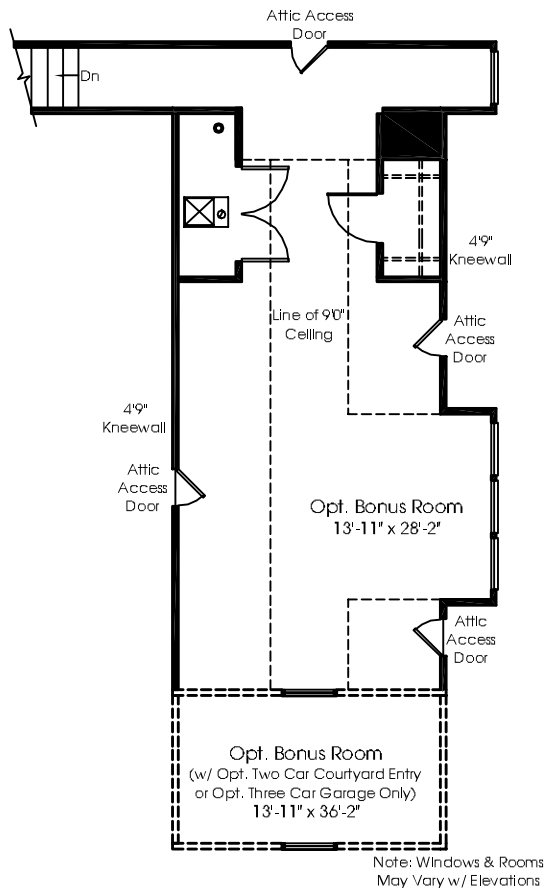 Attic Access
Door
Dn
4'9"
Kneewall
Line of 9'0"
Ceiling
Attic
Access
Door
4'9"
Kneewall
Attic
Access
Door
Opt. Bonus Room
13'-11" x 28'-2"
Attic
Access
Door
Opt. Bonus Room
(w/ Opt. Two Car Courtyard Entry
or Opt. Three Car Garage Only)
13'-11" x 36'-2"
Note: Windows & Rooms
May Vary w/ Elevations